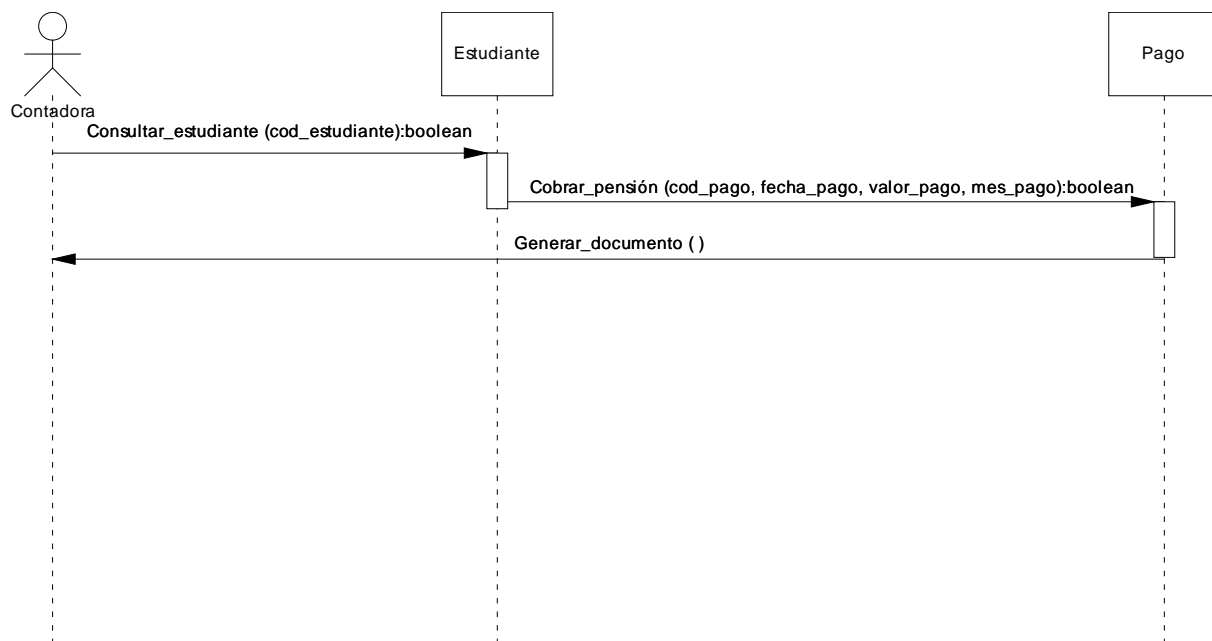 Estudiante
Pago
Contadora
Consultar_estudiante (cod_estudiante):boolean
Cobrar_pensión (cod_pago, fecha_pago, valor_pago, mes_pago):boolean
Generar_documento ( )